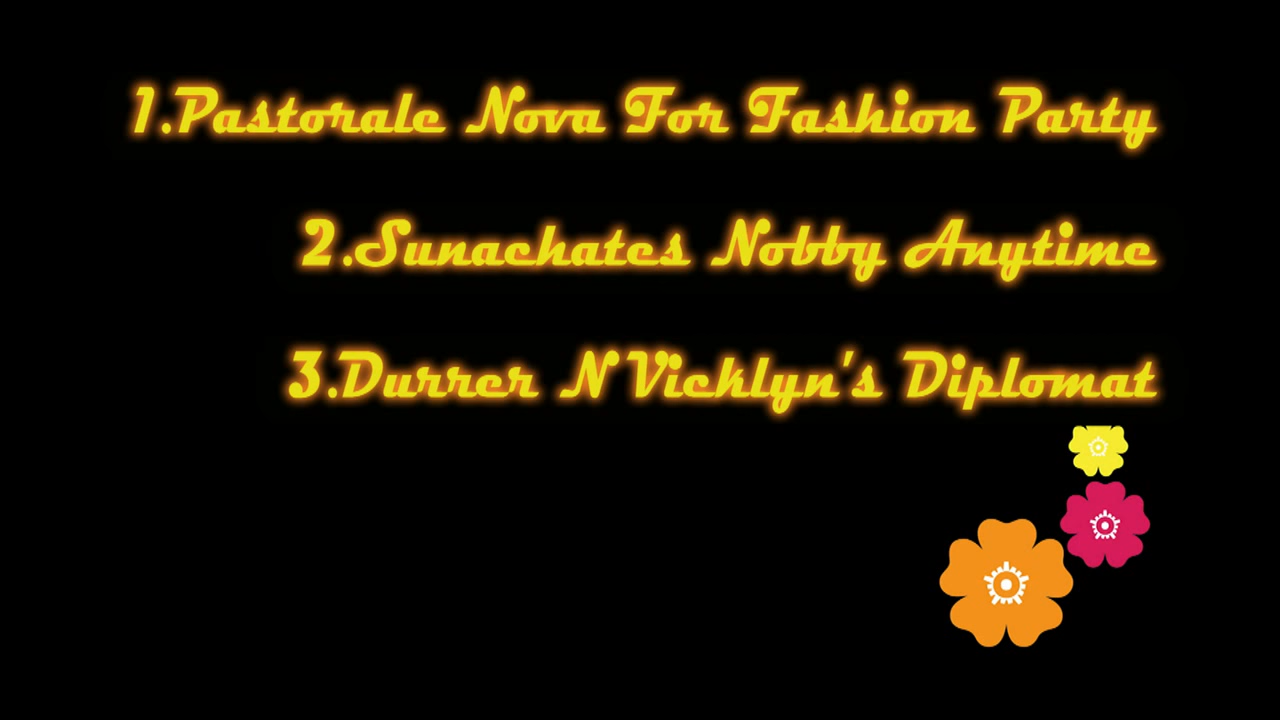 1.Pastorale Nova For Fashion Party
2.Sunachates Nobby Anytime
3.Durrer N Vicklyn's Diplomat